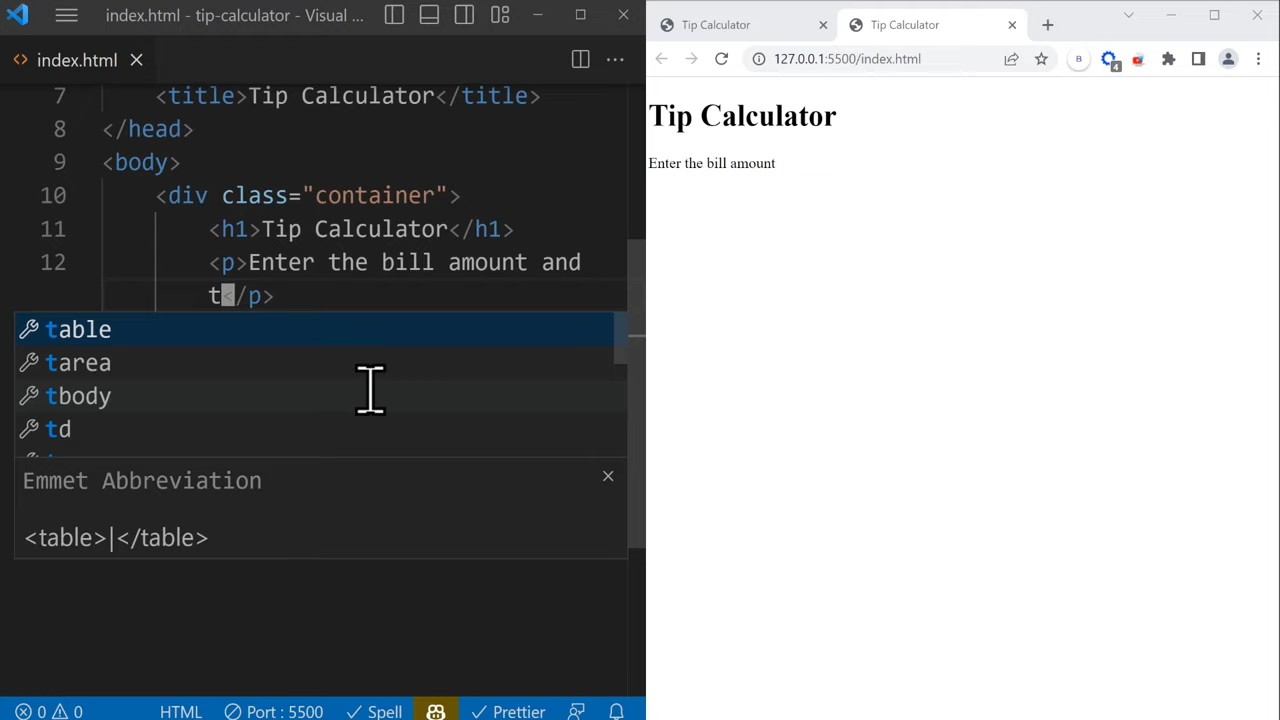 index.html - tip-calculator - Visual ...
index.html
7 <title>Tip Calculator</title>
8 </head>
9 <body>
10 <div class="container">
11 <h1>Tip Calculator</h1>
12 <p>Enter the bill amount and
t</p>
table
tarea
tbody
td
Emmet Abbreviation
<table>|</table>
0 0 HTML Port : 5500 Spell Prettier
Tip Calculator
Tip Calculator
127.0.0.1:5500/index.html
B
4
Tip Calculator
Enter the bill amount